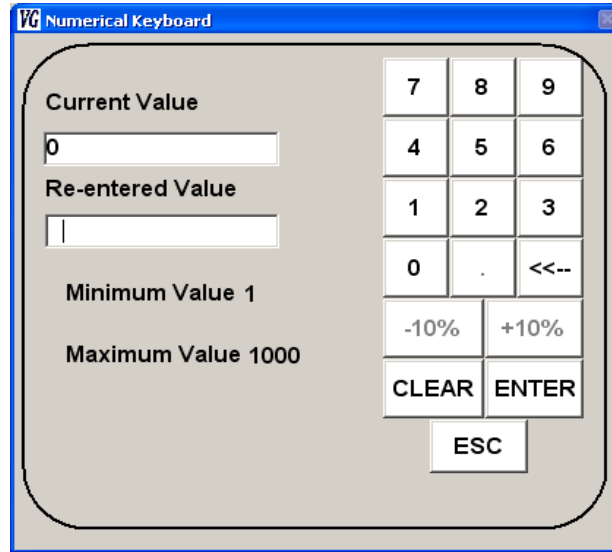 VG Numerical Keyboard
Current Value
0
Re-entered Value
Minimum Value 1
Maximum Value 1000
7 8 9
4 5 6
1 2 3
0 . <<--
-10% +10%
CLEAR ENTER
ESC